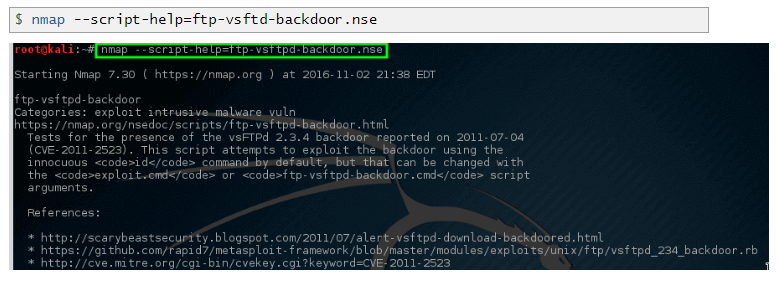 $ nmap --script-help=ftp-vsftd-backdoor.nse
root@kali:~# nmap --script-help=ftp-vsftpd-backdoor.nse
Starting Nmap 7.30 ( https://nmap.org ) at 2016-11-02 21:38 EDT
ftp-vsftpd-backdoor
Categories: exploit intrusive malware vuln
https://nmap.org/nsedoc/scripts/ftp-vsftpd-backdoor.html
Tests for the presence of the vsFTPd 2.3.4 backdoor reported on 2011-07-04
(CVE-2011-2523). This script attempts to exploit the backdoor using the
innocuous <code>id</code> command by default, but that can be changed with
the <code>exploit.cmd</code> or <code>ftp-vsftpd-backdoor.cmd</code> script
arguments.
References:
* http://scarybeastsecurity.blogspot.com/2011/07/alert-vsftpd-download-backdoored.html
* https://github.com/rapid7/metasploit-framework/blob/master/modules/exploits/unix/ftp/vsftpd_234_backdoor.rb
* http://cve.mitre.org/cgi-bin/cvekey.cgi?keyword=CVE-2011-2523